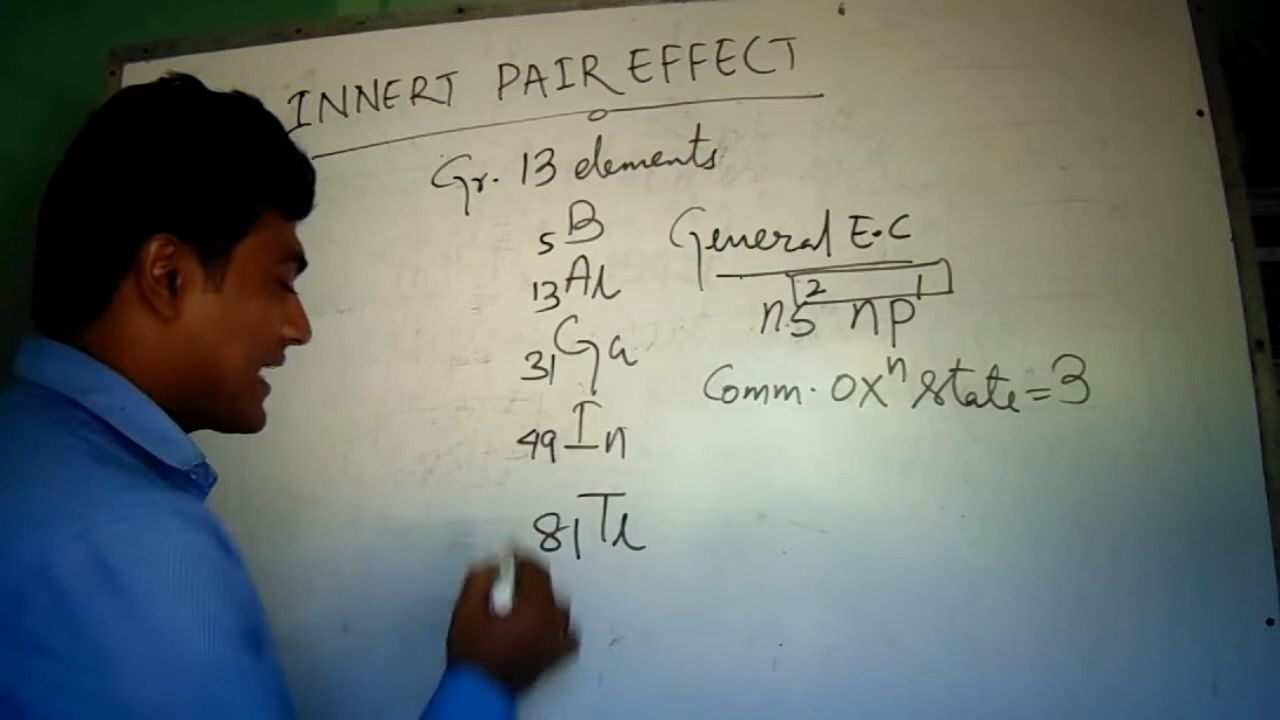 INNERT PAIR EFFECT
Gr. 13 elements
5B
13Al
31Ga
49In
81Tl
General E.C
ns² np¹
Comm. OXⁿ state = 3